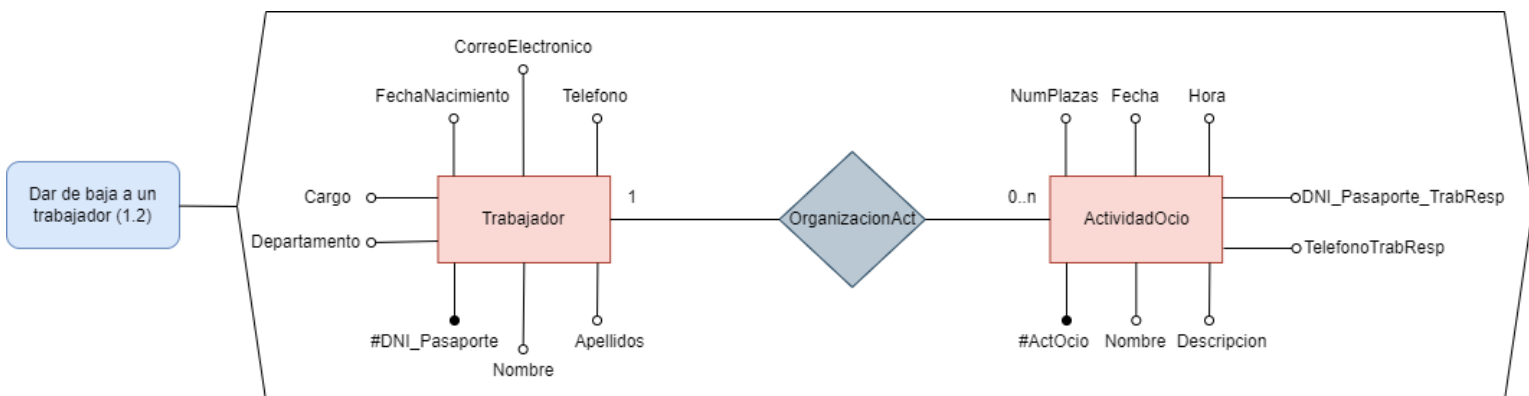 CorreoElectronico
FechaNacimiento
Telefono
NumPlazas
Fecha
Hora
Dar de baja a un
trabajador (1.2)
Cargo
Departamento
Trabajador
1
OrganizacionAct
0..n
ActividadOcio
DNI_Pasaporte_TrabResp
TelefonoTrabResp
#DNI_Pasaporte
Nombre
Apellidos
#ActOcio
Nombre
Descripcion